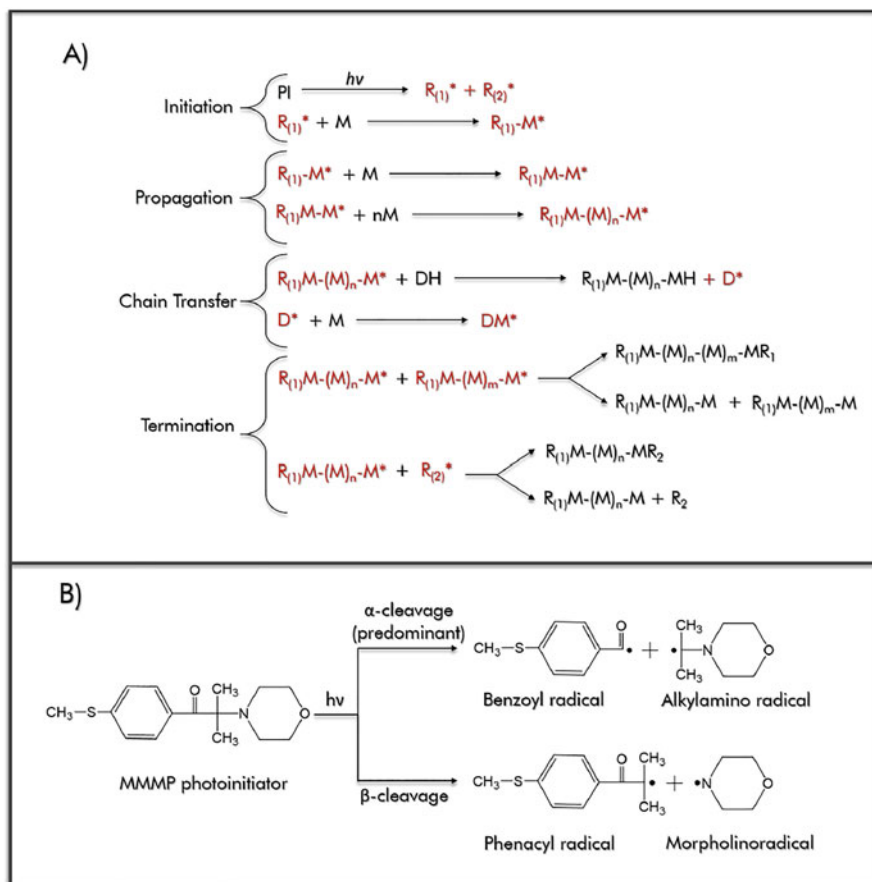 A)
Initiation
PI hν R(1)* + R(2)*
R(1)* + M R(1)-M*
Propagation
R(1)-M* + M R(1)M-M*
R(1)M-M* + nM R(1)M-(M)n-M*
Chain Transfer
R(1)M-(M)n-M* + DH R(1)M-(M)n-MH + D*
D* + M DM*
Termination
R(1)M-(M)n-M* + R(1)M-(M)m-M*
R(1)M-(M)n-(M)m-MR1
R(1)M-(M)n-M + R(1)M-(M)m-M
R(1)M-(M)n-M* + R(2)*
R(1)M-(M)n-MR2
R(1)M-(M)n-M + R2
B)
CH3 S O CH3 N O CH3
MMMP photoinitiator
hν
α-cleavage
(predominant)
CH3 S O C• + CH3 • N O CH3
Benzoyl radical Alkylamino radical
β-cleavage
CH3 S O CH3 • CH3 + •N O
Phenacyl radical Morpholinoradical